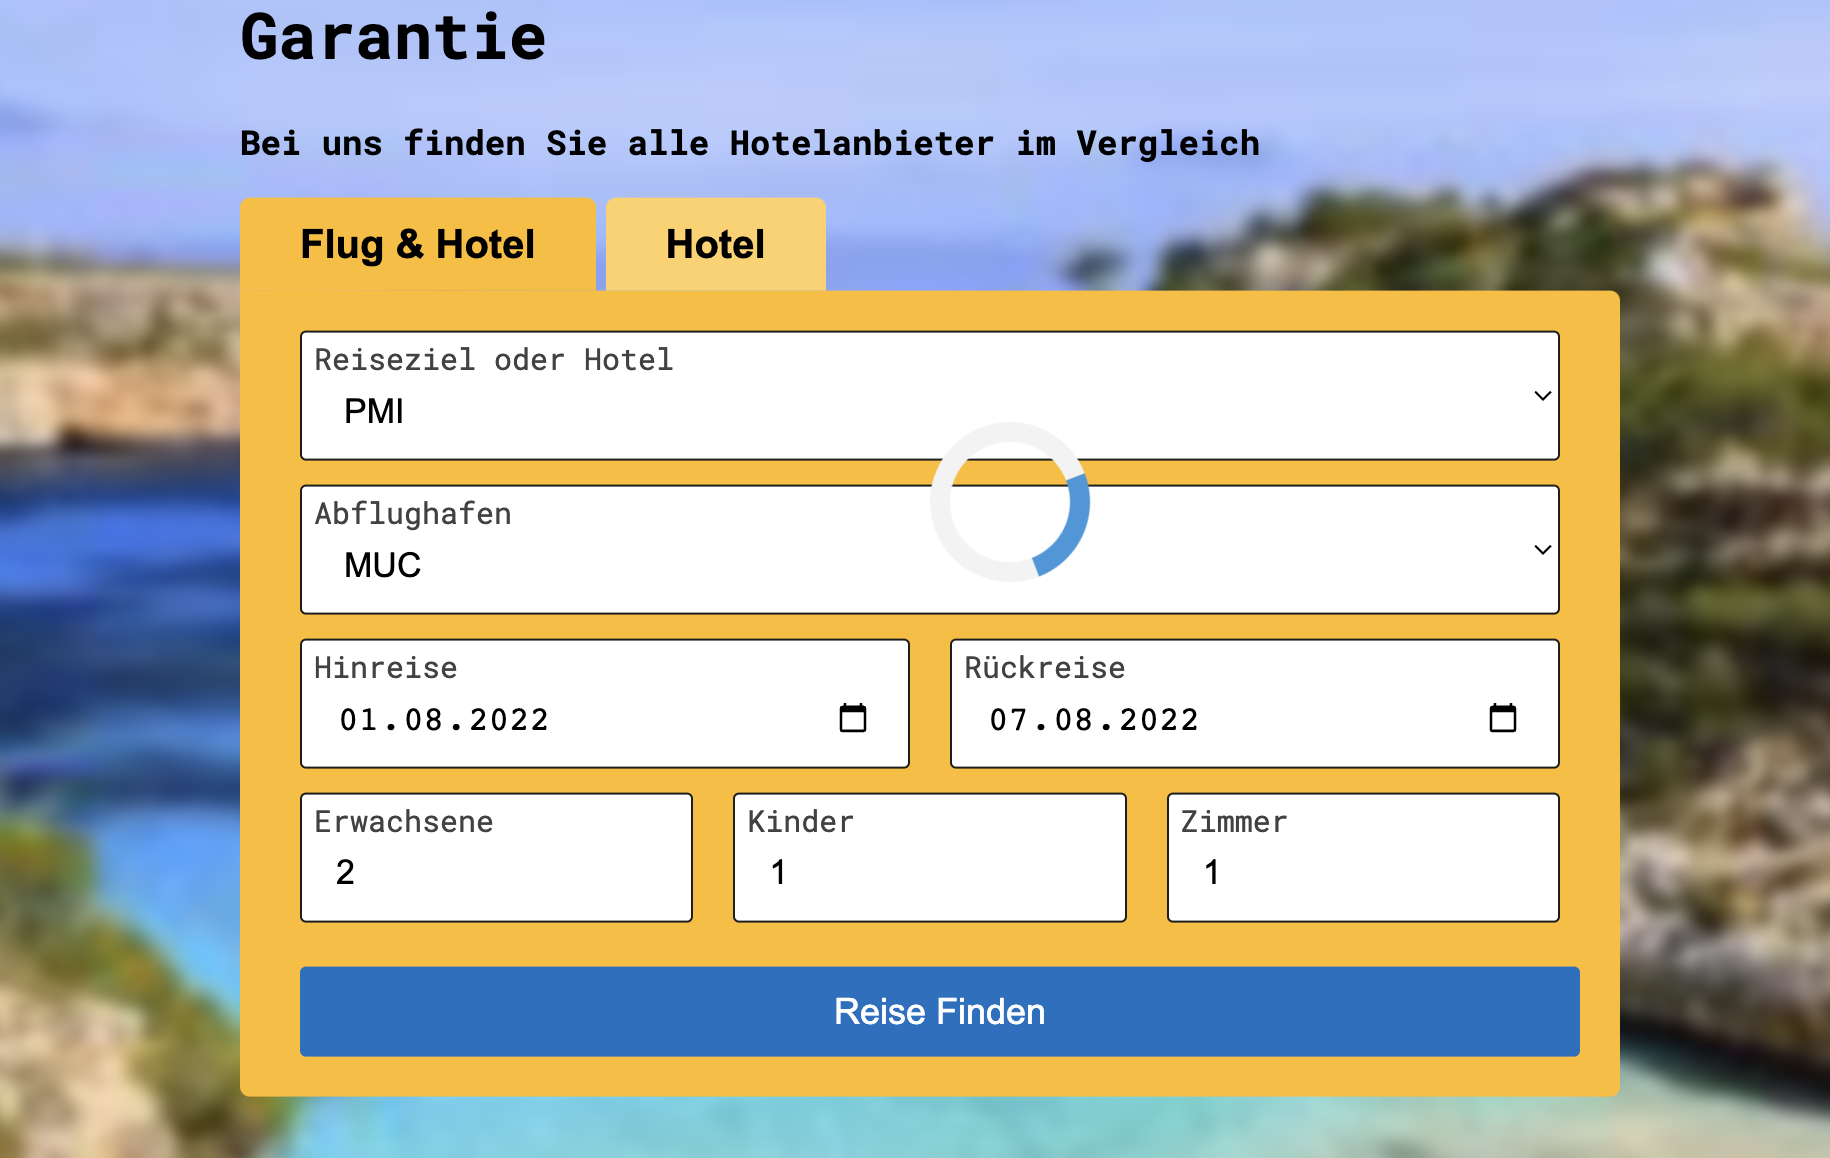 Garantie
Bei uns finden Sie alle Hotelanbieter im Vergleich
Flug & Hotel
Hotel
Reiseziel oder Hotel
PMI
Abflughafen
MUC
Hinreise
Rückreise
01.08.2022
07.08.2022
Erwachsene
Kinder
Zimmer
2
1
1
Reise Finden